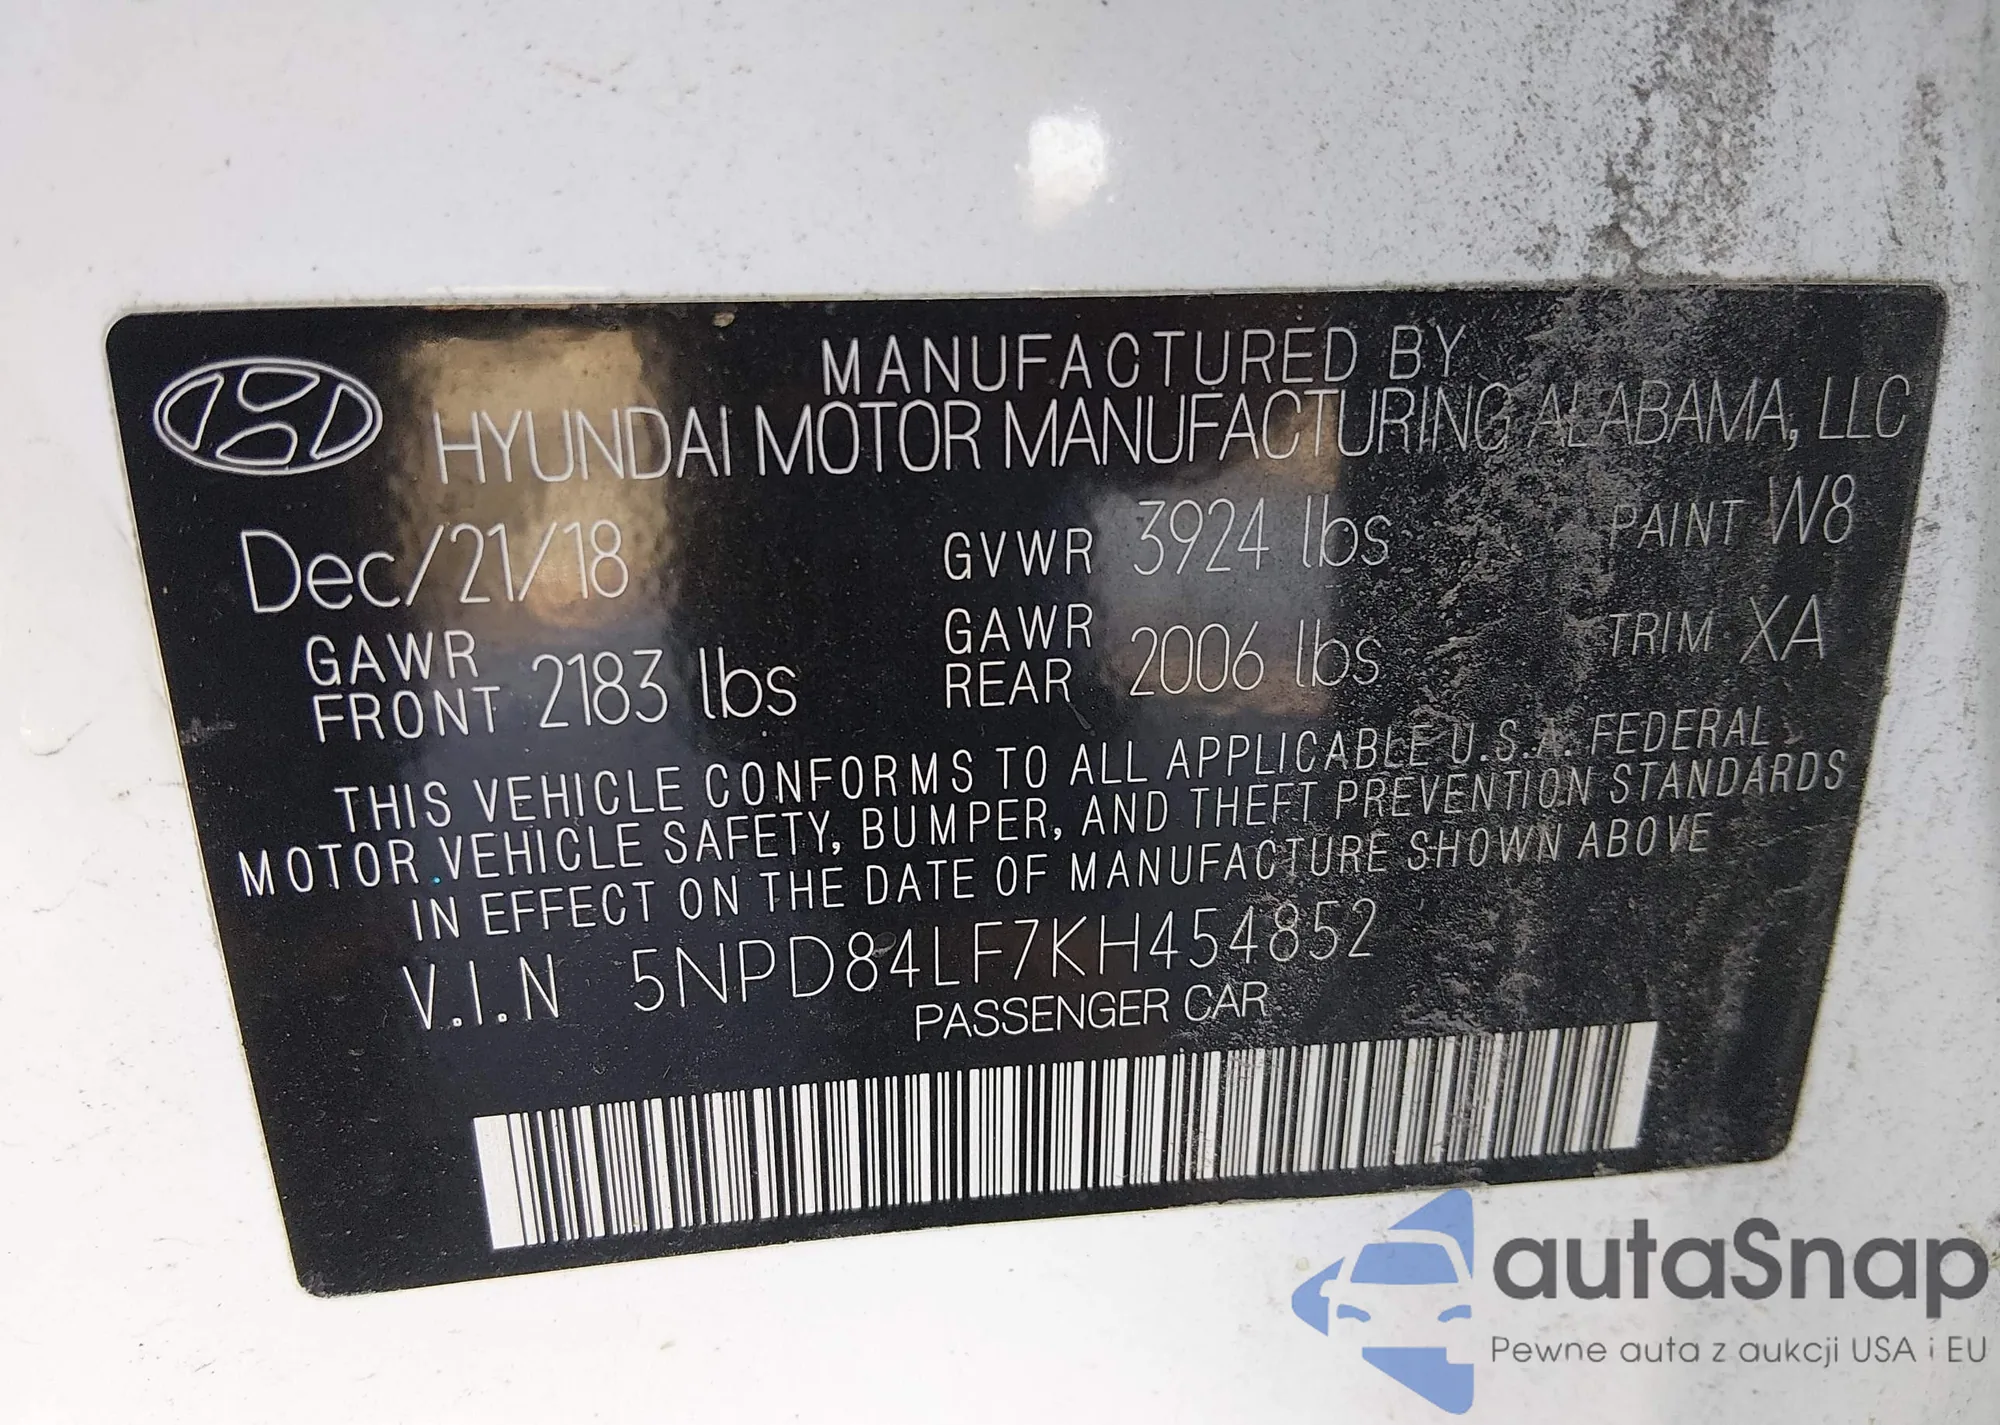 MANUFACTURED BY
HYUNDAI MOTOR MANUFACTURING ALABAMA, LLC
Dec/21/18 GVWR 3924 lbs PAINT W8
GAWR FRONT 2183 lbs GAWR REAR 2006 lbs TRIM XA
THIS VEHICLE CONFORMS TO ALL APPLICABLE U.S.A. FEDERAL
MOTOR VEHICLE SAFETY, BUMPER, AND THEFT PREVENTION STANDARDS
IN EFFECT ON THE DATE OF MANUFACTURE SHOWN ABOVE
V.I.N 5NPD84LF7KH454852
PASSENGER CAR
autaSnap
Pewne auta z aukcji USA i EU